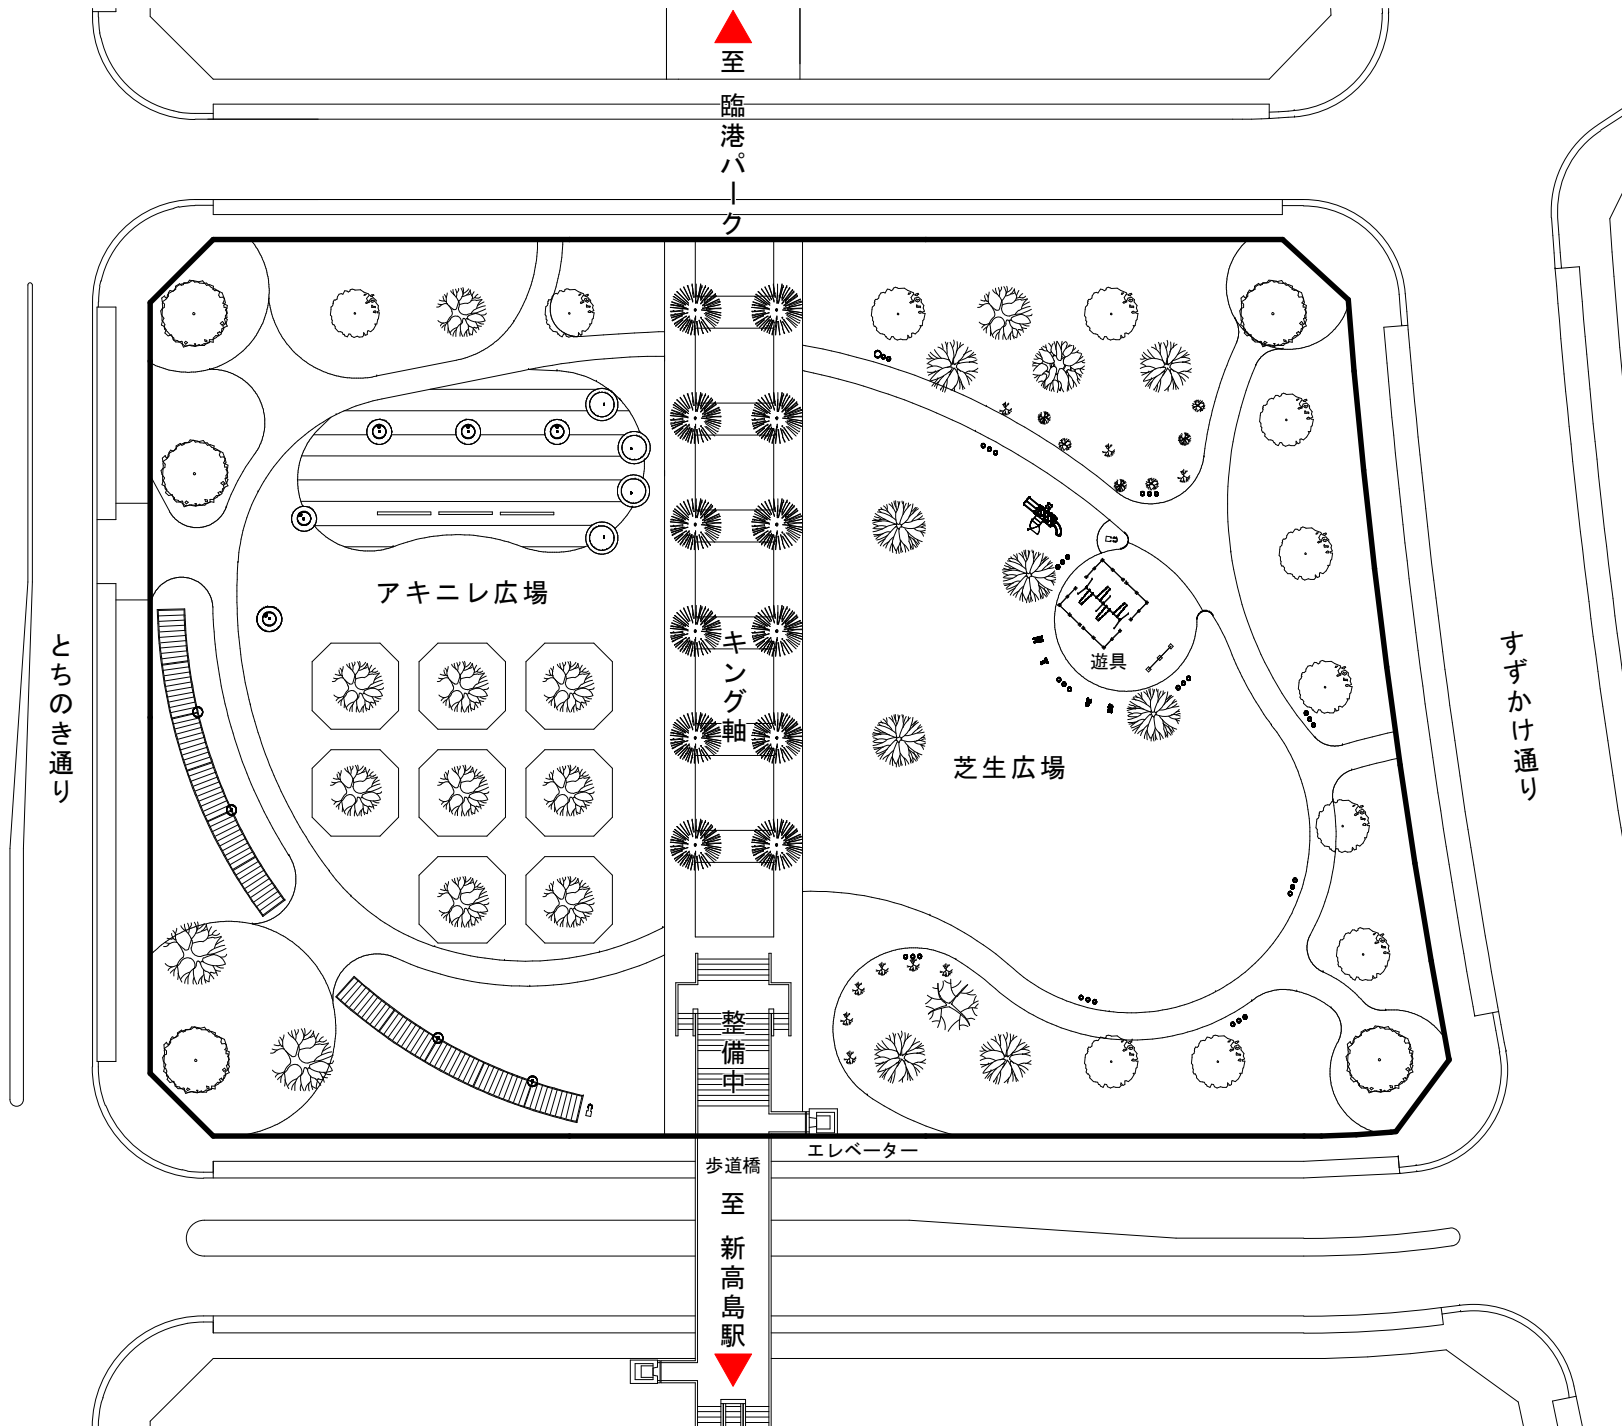 至 臨港パーク
アキニレ広場
キング軸
遊具
芝生広場
とちのき通り
すずかけ通り
整備中
エレベーター
歩道橋
至 新高島駅